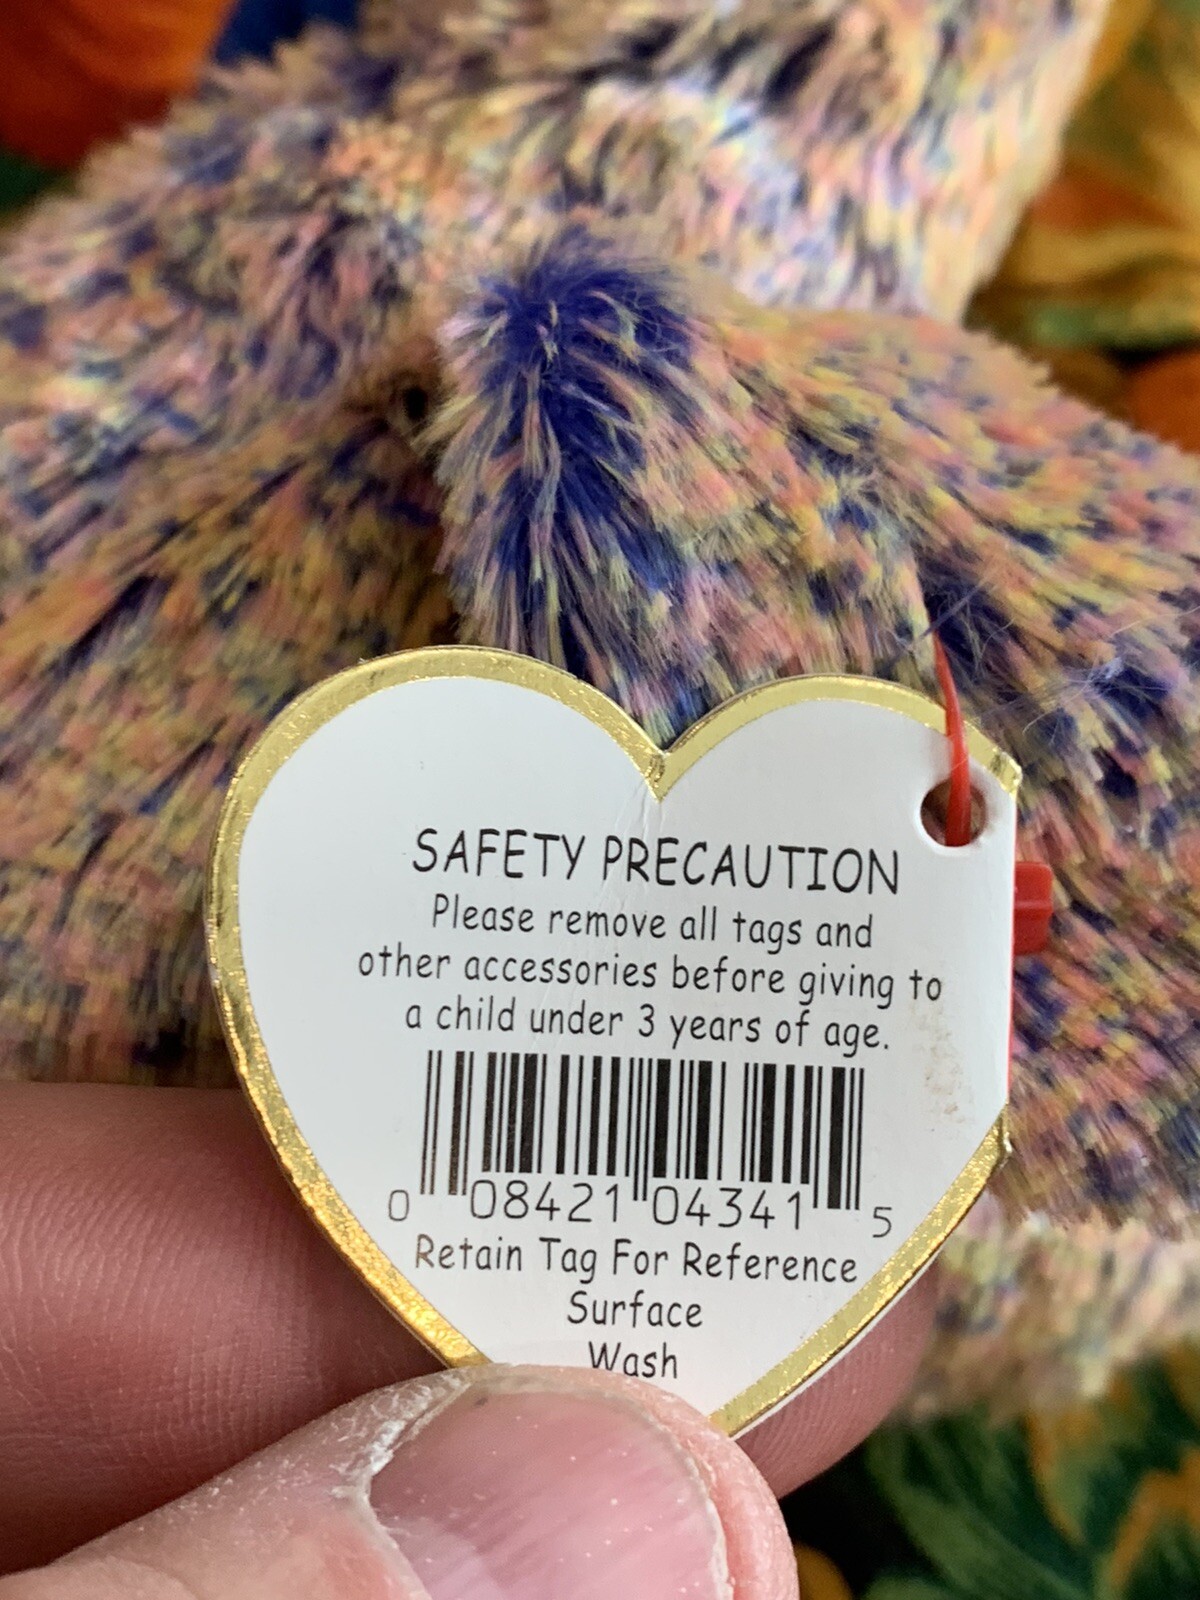 SAFETY PRECAUTION
Please remove all tags and
other accessories before giving to
a child under 3 years of age.
0 08421 04341 5
Retain Tag For Reference
Surface
Wash